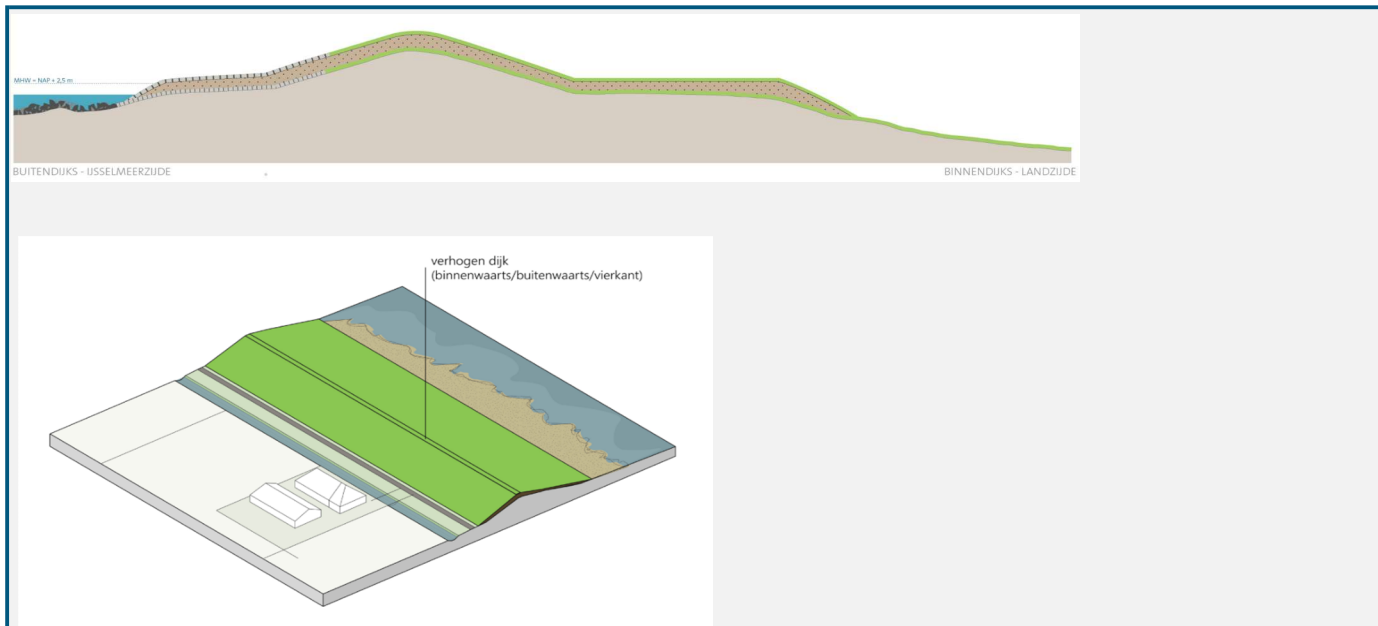 MHW = NAP + 2,5 m
BUITENDIJKS - IJSSELMEERZIJDE
BINNENDIJKS - LANDZIJDE
verhogen dijk
(binnenwaarts/buitenwaarts/vierkant)